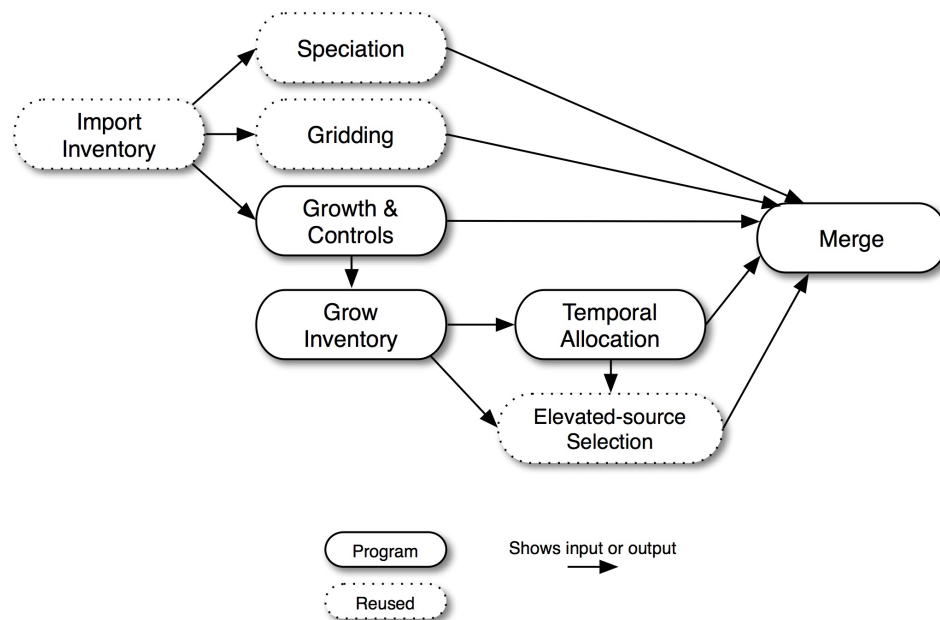 Speciation
Import
Inventory
Gridding
Growth &
Controls
Merge
Grow
Inventory
Temporal
Allocation
Elevated-source
Selection
Program
Shows input or output
Reused